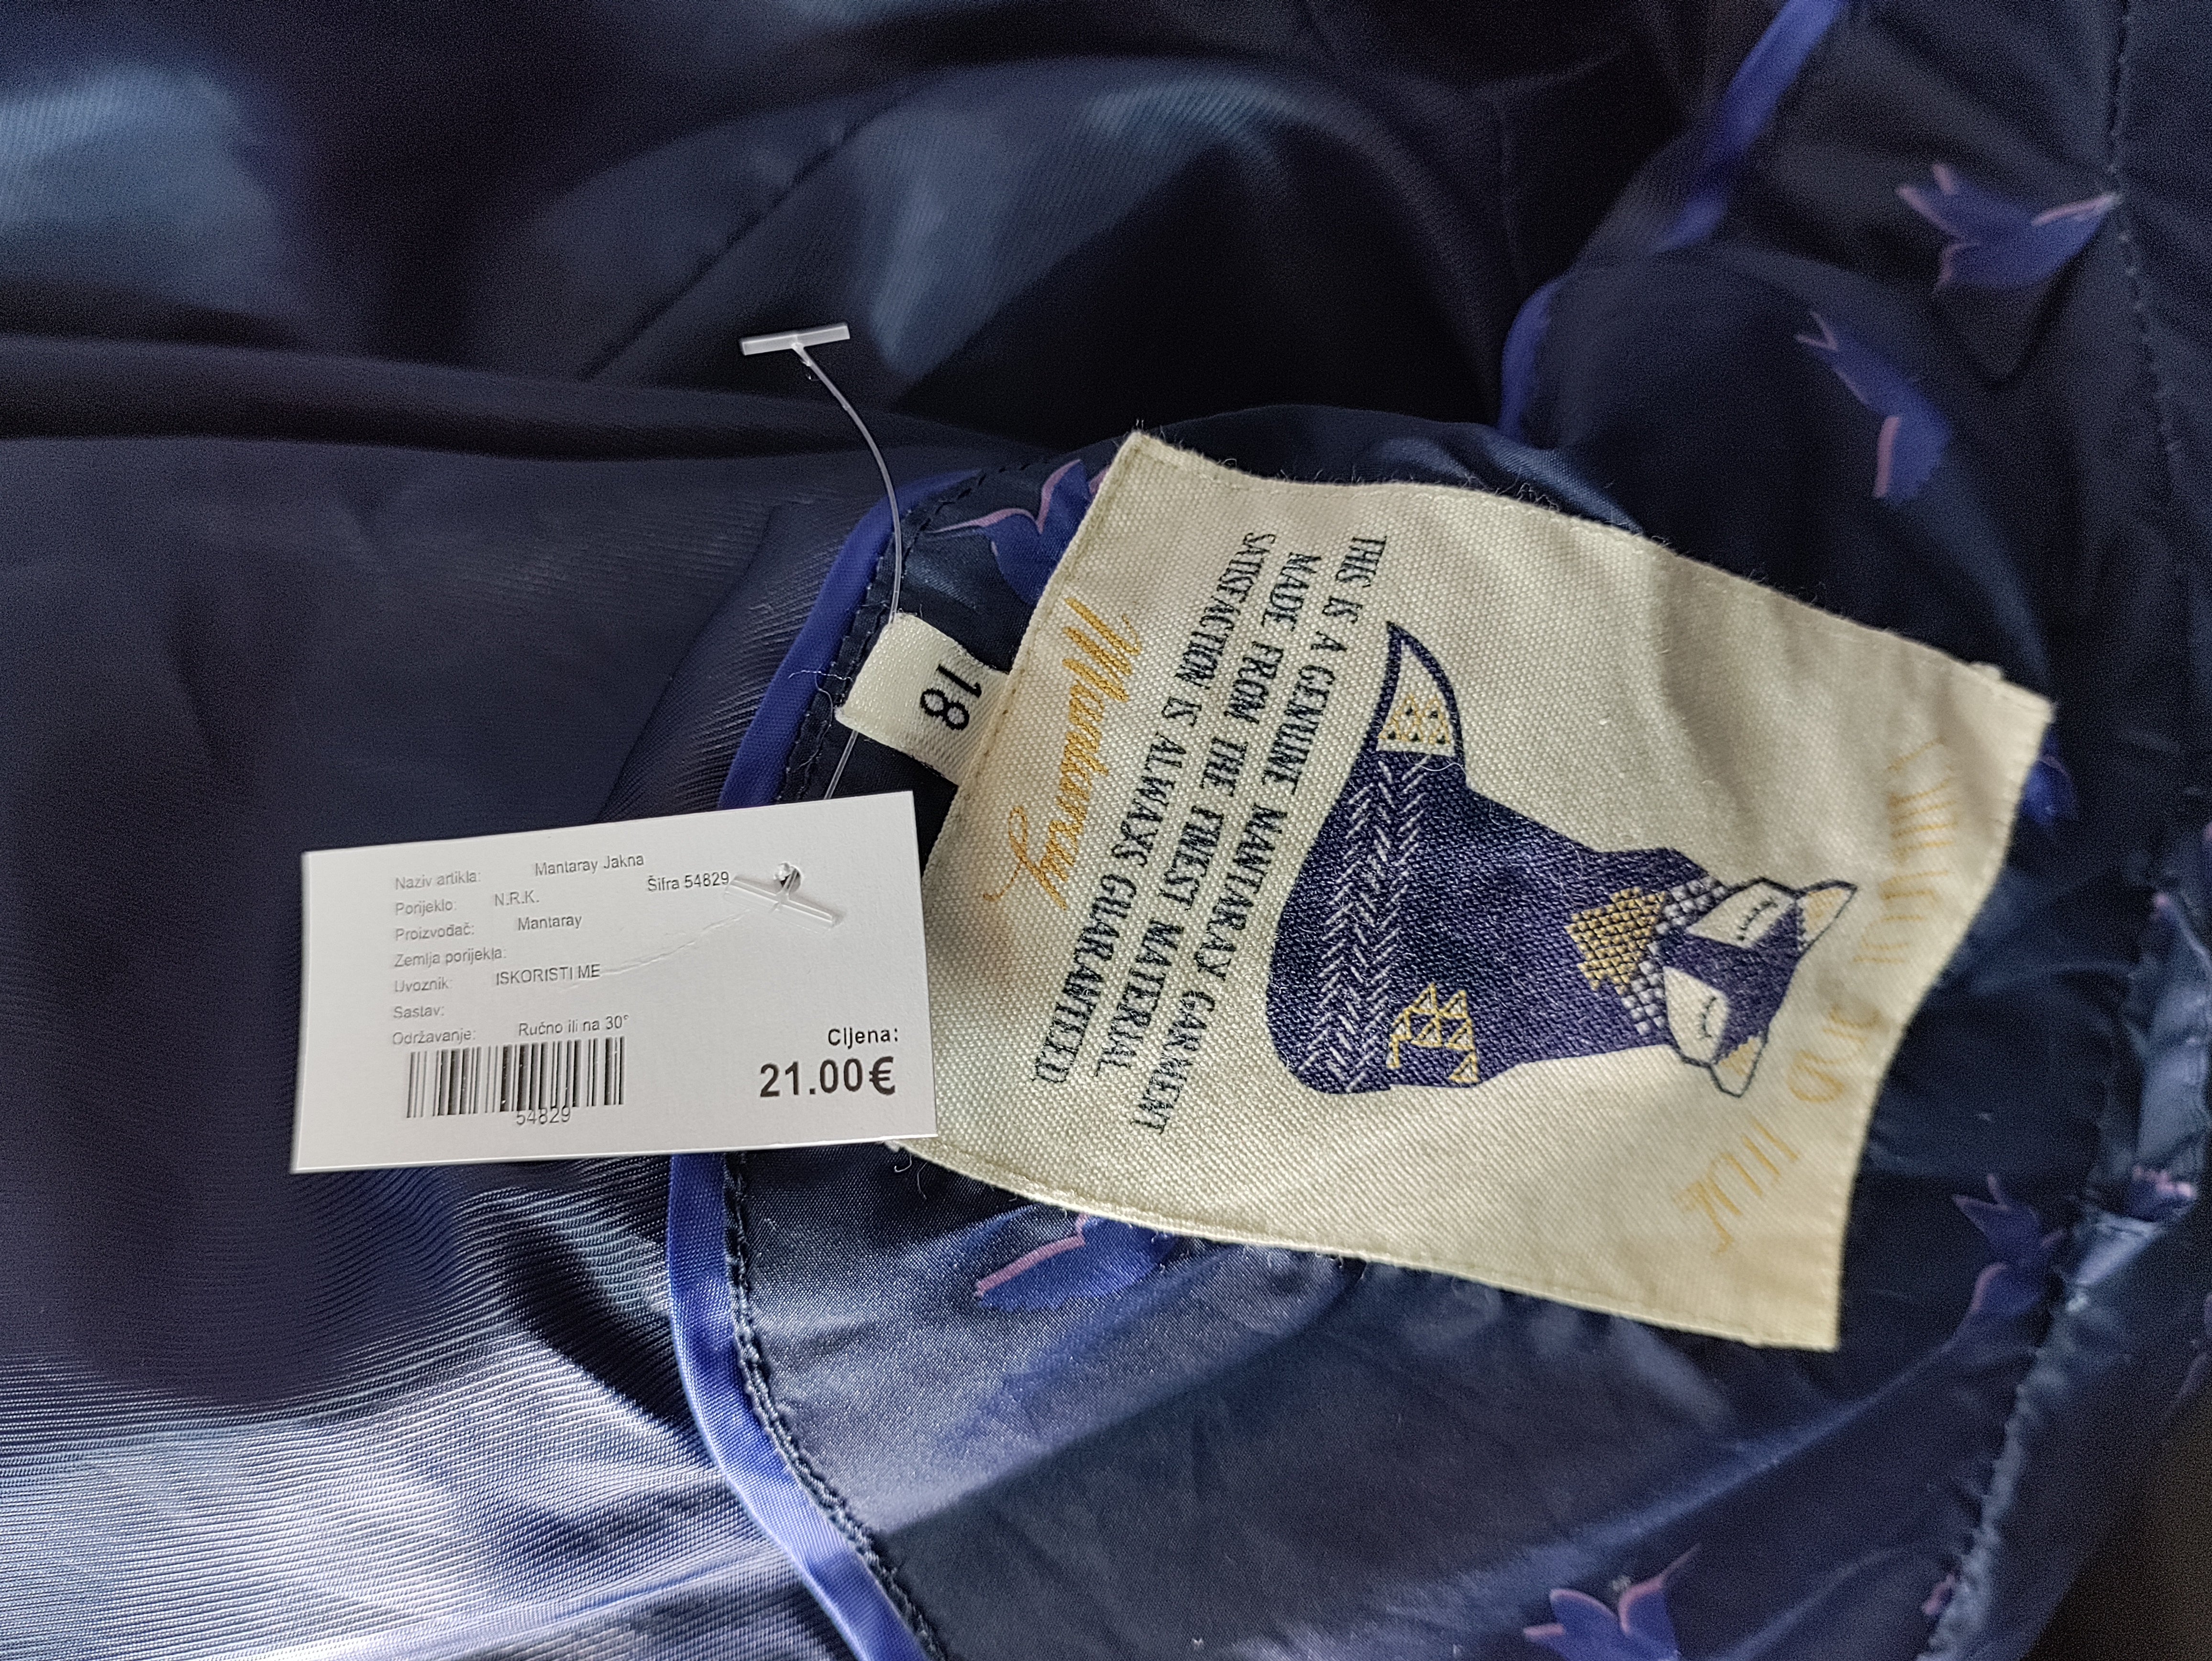 Naziv artikla: Mantaray Jakna
Porijeklo: N.R.K. Šifra 54829
Proizvođač: Mantaray
Zemlja porijekla:
Uvoznik: ISKORISTI ME
Sastav:
Održavanje: Ručno ili na 30°
54829
Cijena:
21.00€
18
THIS IS A GENUINE MANTARAY GARMENT
MADE FROM THE FINEST MATERIAL
SATISFACTION IS ALWAYS GUARANTEED
Mantaray